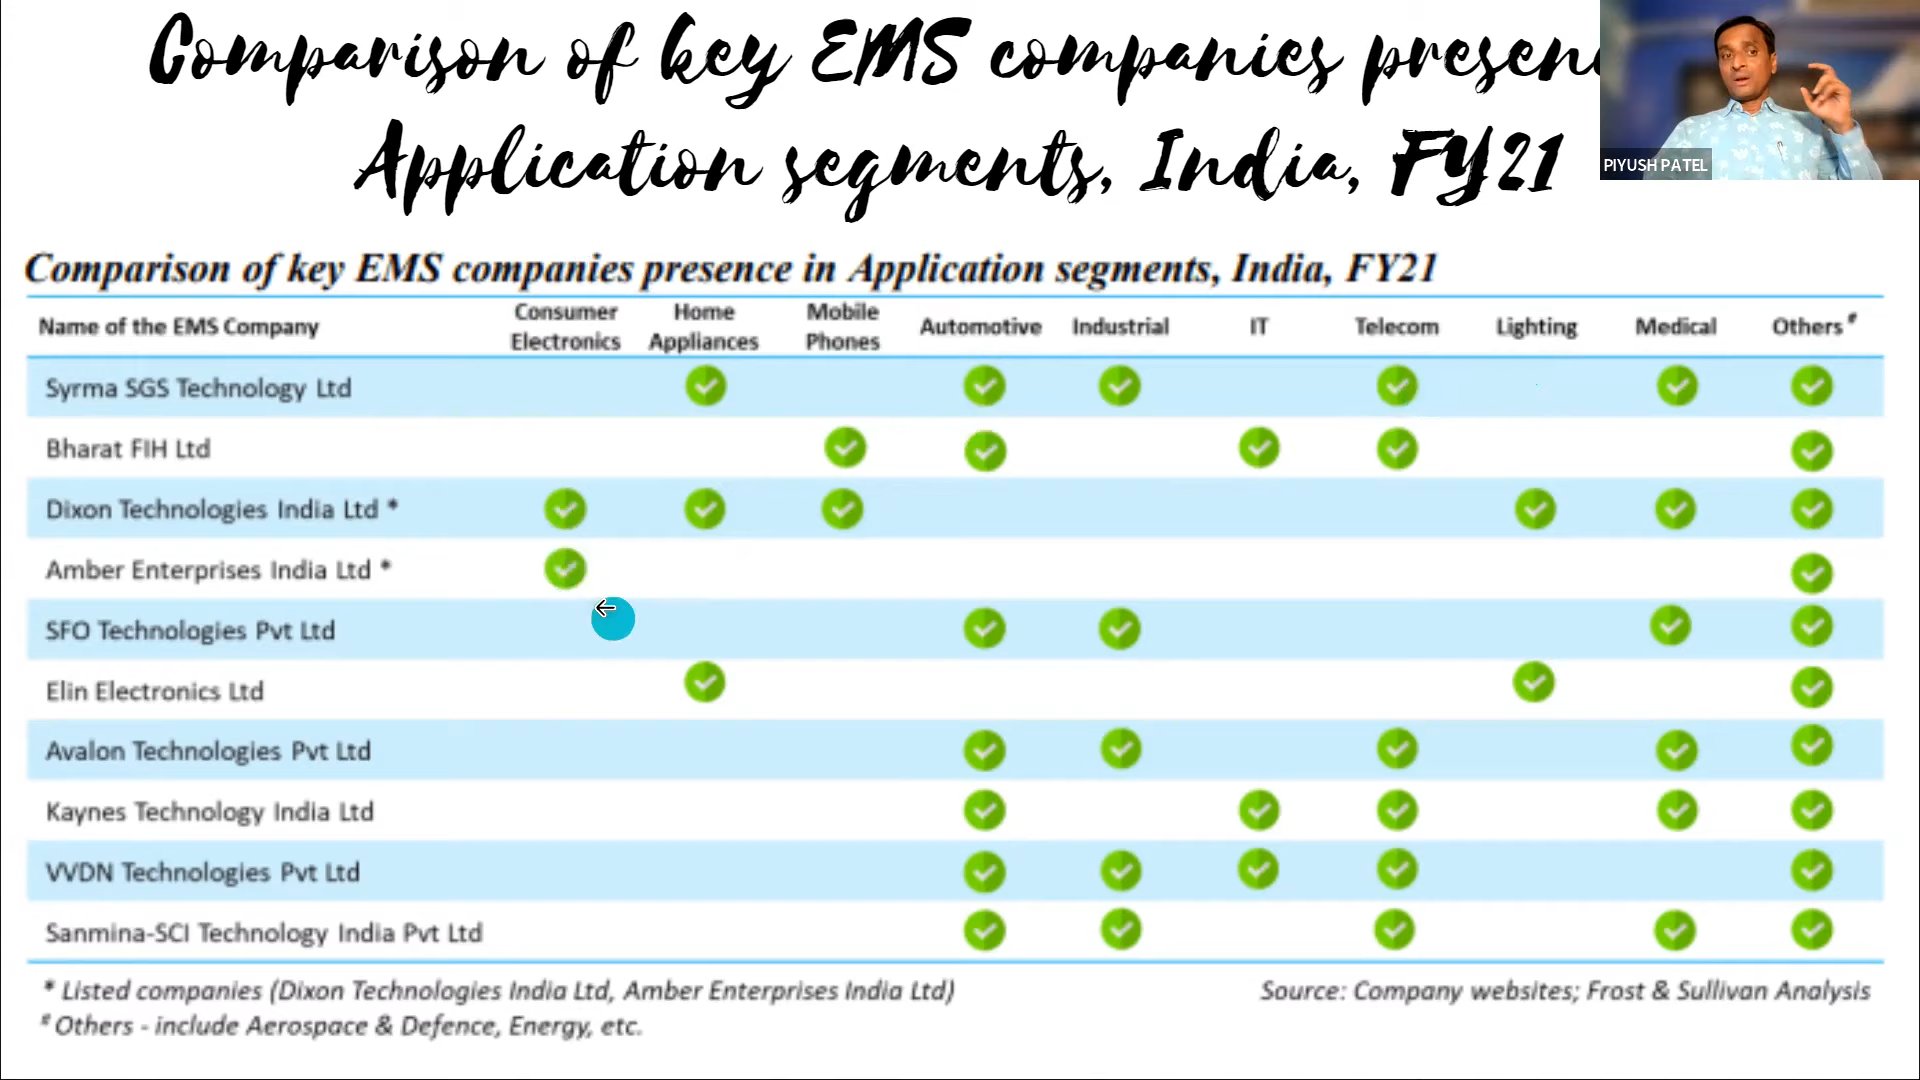 Comparison of key EMS companies presen
Application segments, India, FY21
PIYUSH PATEL
Comparison of key EMS companies presence in Application segments, India, FY21
Name of the EMS Company Consumer Electronics Home Appliances Mobile Phones Automotive Industrial IT Telecom Lighting Medical Others #
Syrma SGS Technology Ltd
Bharat FIH Ltd
Dixon Technologies India Ltd *
Amber Enterprises India Ltd *
SFO Technologies Pvt Ltd
Elin Electronics Ltd
Avalon Technologies Pvt Ltd
Kaynes Technology India Ltd
VVDN Technologies Pvt Ltd
Sanmina-SCI Technology India Pvt Ltd
* Listed companies (Dixon Technologies India Ltd, Amber Enterprises India Ltd) Source: Company websites; Frost & Sullivan Analysis
# Others - include Aerospace & Defence, Energy, etc.